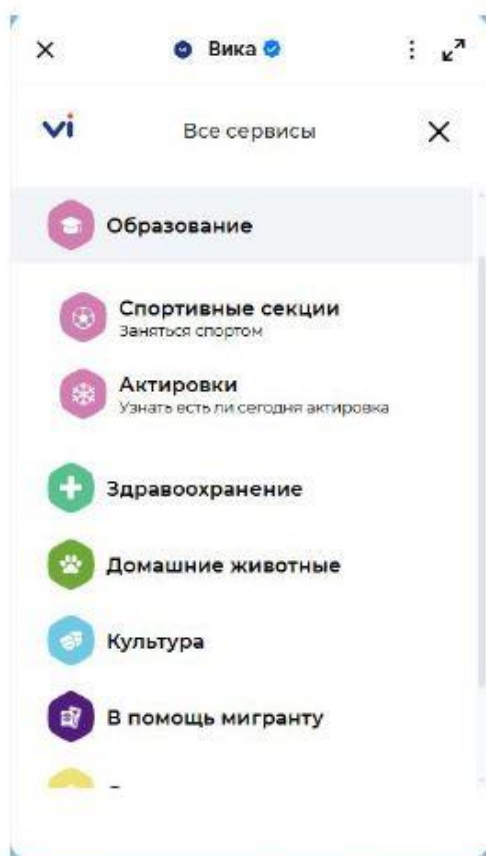 Вика
vi Все сервисы
Образование
Спортивные секции
Заняться спортом
Актировки
Узнать есть ли сегодня актировка
Здравоохранение
Домашние животные
Культура
В помощь мигранту